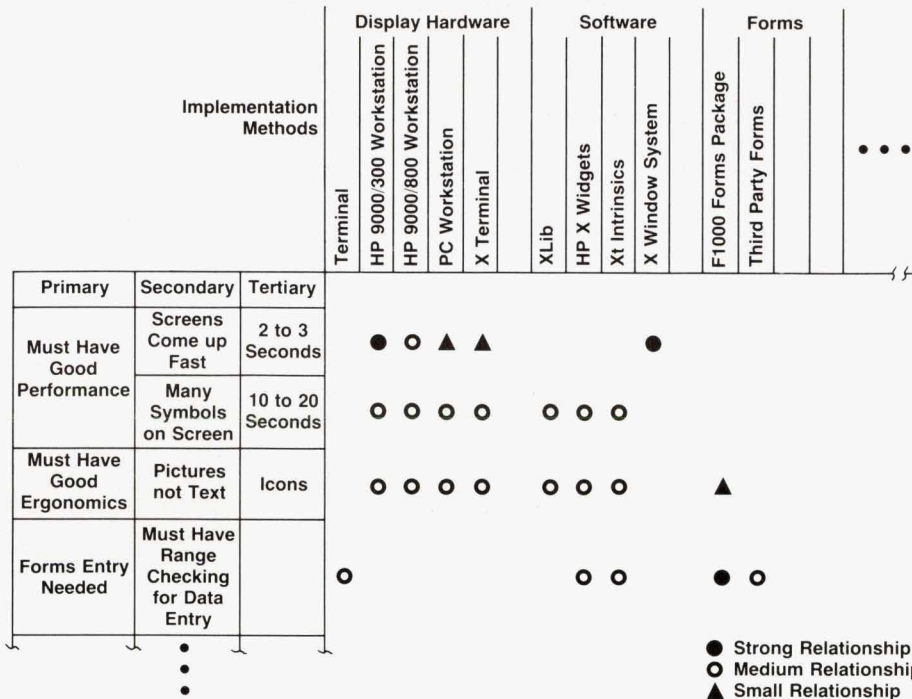 Display Hardware
Software
Forms
Implementation
Methods
Terminal
HP 9000/300 Workstation
HP 9000/800 Workstation
PC Workstation
X Terminal
XLib
HP X Widgets
Xt Intrinsics
X Window System
F1000 Forms Package
Third Party Forms
Primary
Secondary
Tertiary
Must Have
Good
Performance
Screens
Come up
Fast
2 to 3
Seconds
Many
Symbols
on Screen
10 to 20
Seconds
Must Have
Good
Ergonomics
Pictures
not Text
Icons
Forms Entry
Needed
Must Have
Range
Checking
for Data
Entry
Strong Relationship
Medium Relationship
Small Relationship